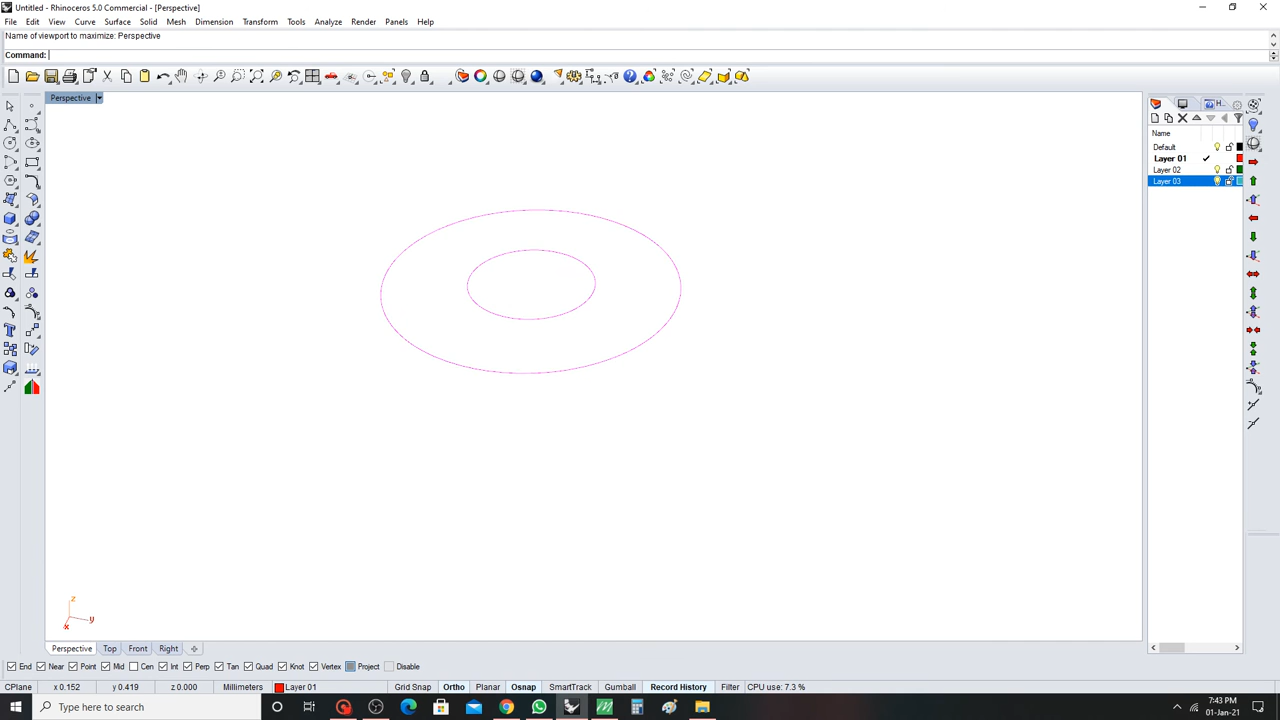 Untitled - Rhinoceros 5.0 Commercial - [Perspective]
File Edit View Curve Surface Solid Mesh Dimension Transform Tools Analyze Render Panels Help
Name of viewport to maximize: Perspective
Command:
Perspective
H...
Name
Default
Layer 01
Layer 02
Layer 03
z
y
x
Perspective Top Front Right
End Near Point Mid Cen Int Perp Tan Quad Knot Vertex Project Disable
CPlane x 0.152 y 0.419 z 0.000 Millimeters Layer 01 Grid Snap Ortho Planar Osnap SmartTrack Gumball Record History Filter CPU use: 7.3 %
Type here to search
7:43 PM
01-Jan-21